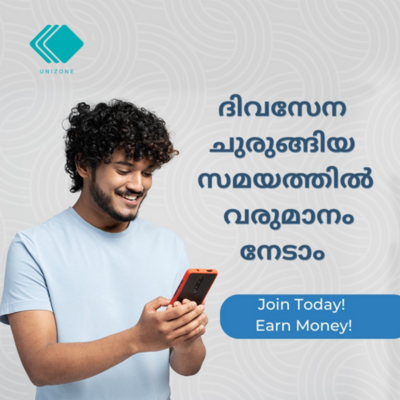 UNIZONE
ദിവസേന
ചുരുങ്ങിയ
സമയത്തിൽ
വരുമാനം
നേടാം
Join Today!
Earn Money!